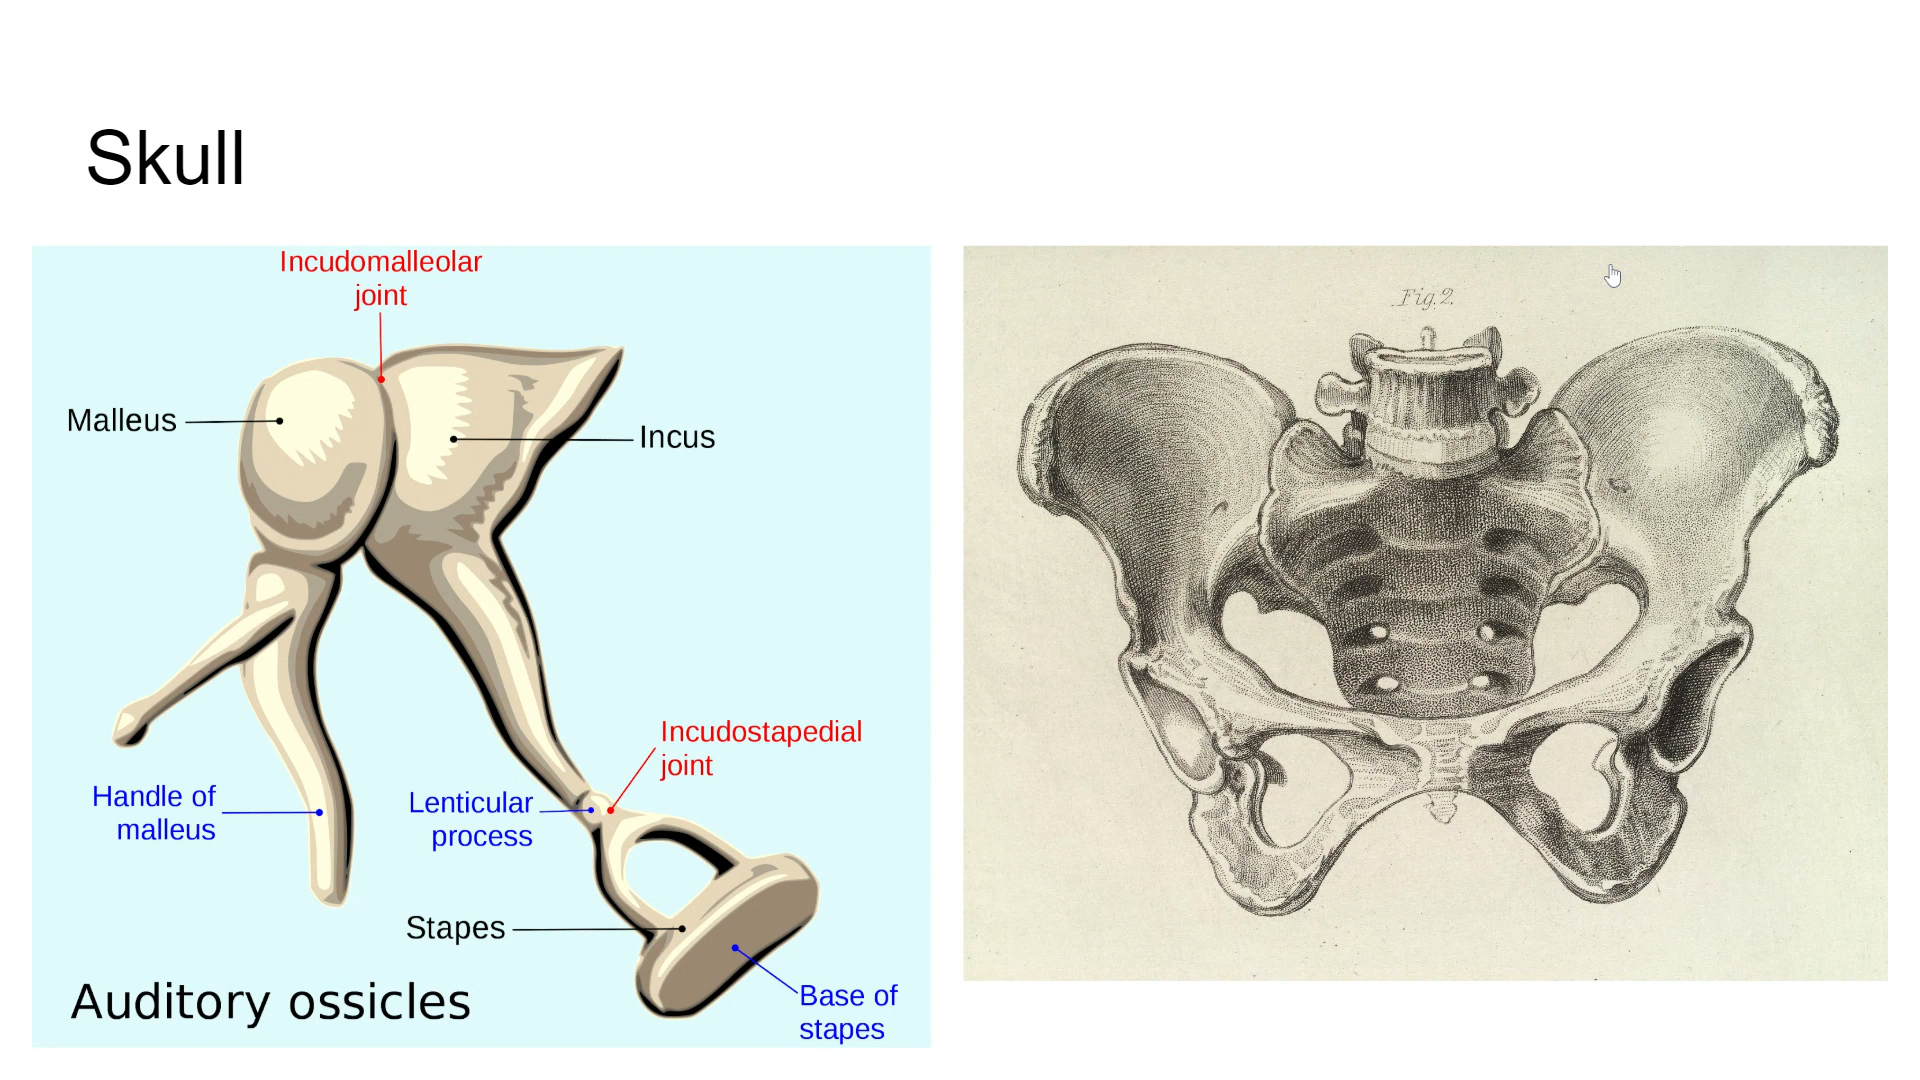 Skull
Incudomalleolar
joint
Malleus
Incus
Incudostapedial
joint
Handle of
malleus
Lenticular
process
Stapes
Base of
stapes
Auditory ossicles
Fig.2.